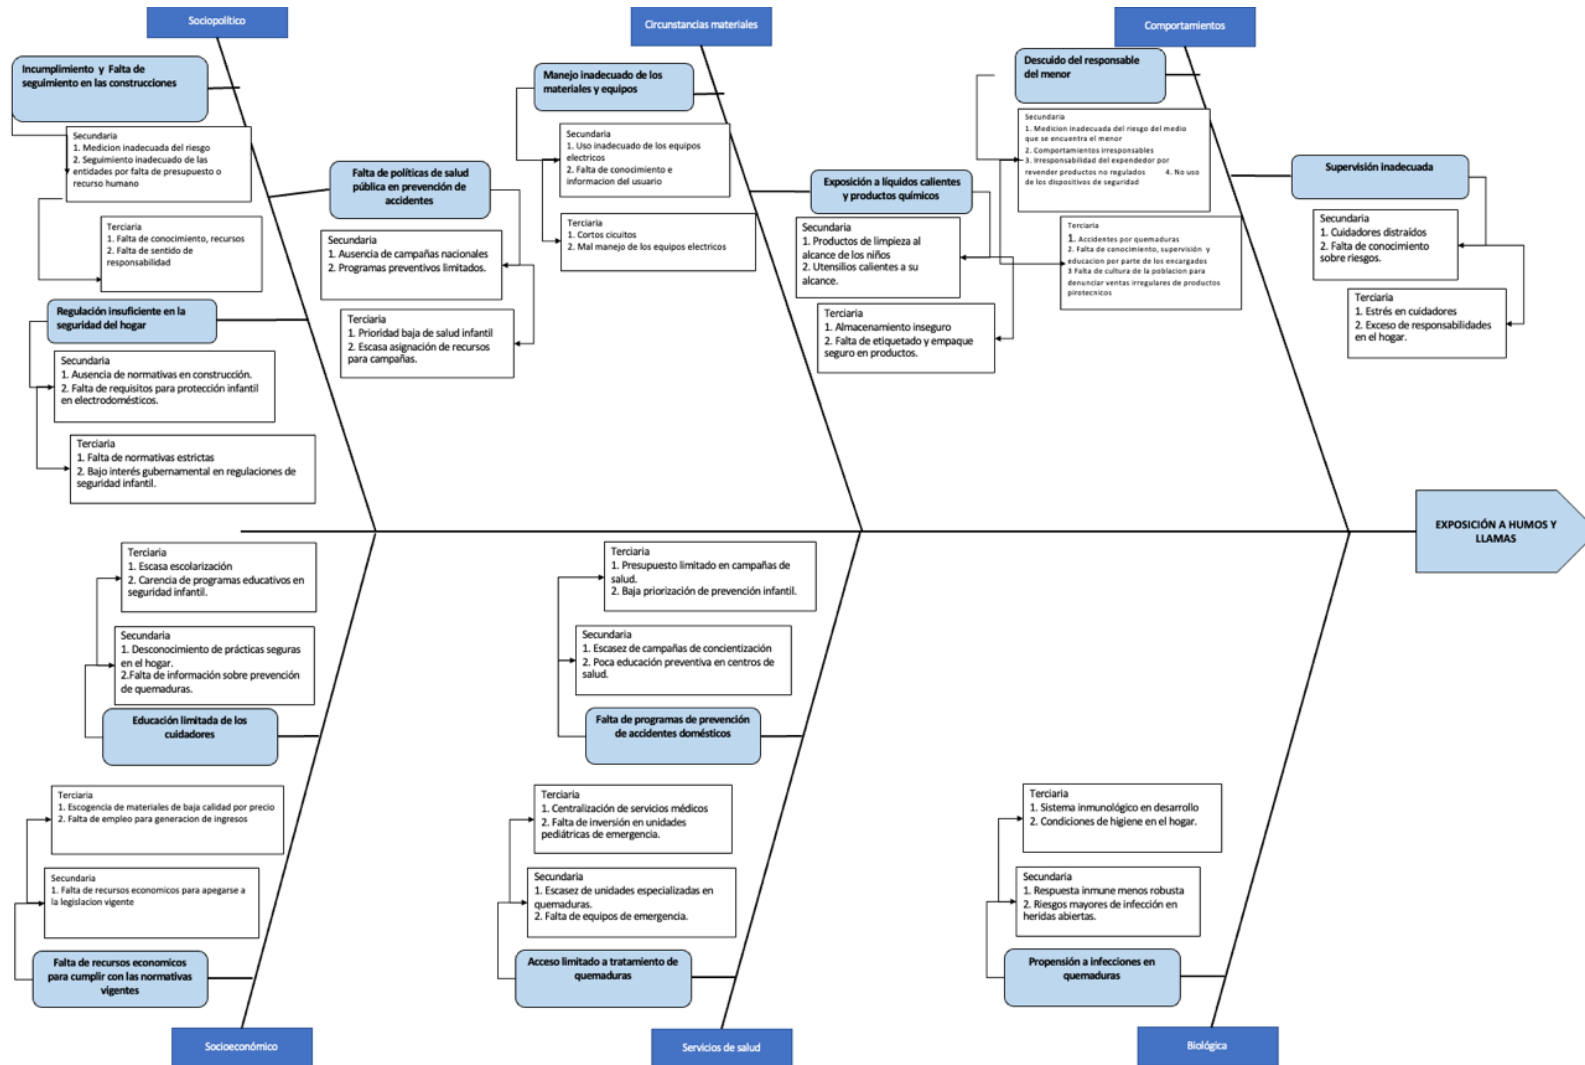 Sociopolítico
Incumplimiento y Falta de
seguimiento en las construcciones
Secundaria
1. Medicion inadecuada del riesgo
2. Seguimiento inadecuado de las
entidades por falta de presupuesto o
recurso humano
Terciaria
1. Falta de conocimiento, recursos
2. Falta de sentido de
responsabilidad
Falta de políticas de salud
pública en prevención de
accidentes
Secundaria
1. Ausencia de campañas nacionales
2. Programas preventivos limitados.
Terciaria
1. Prioridad baja de salud infantil
2. Escasa asignación de recursos
para campañas.
Regulación insuficiente en la
seguridad del hogar
Secundaria
1. Ausencia de normativas en construcción.
2. Falta de requisitos para protección infantil
en electrodomésticos.
Terciaria
1. Falta de normativas estrictas
2. Bajo interés gubernamental en regulaciones de
seguridad infantil.
Circunstancias materiales
Manejo inadecuado de los
materiales y equipos
Secundaria
1. Uso inadecuado de los equipos
electricos
2. Falta de conocimiento e
informacion del usuario
Terciaria
1. Cortos cicuitos
2. Mal manejo de los equipos electricos
Exposición a líquidos calientes
y productos químicos
Secundaria
1. Productos de limpieza al
alcance de los niños
2. Utensilios calientes a su
alcance.
Terciaria
1. Almacenamiento inseguro
2. Falta de etiquetado y empaque
seguro en productos.
Comportamientos
Descuido del responsable
del menor
Secundaria
1. Medicion inadecuada del riesgo del medio
que se encuentra el menor
2. Comportamientos irresponsables
3. Irresponsabilidad del expendedor por
revender productos no regulados 4. No uso
de los dispositivos de seguridad
Terciaria
1. Accidentes por quemaduras
2. Falta de conocimiento, supervisión y
educacion por parte de los encargados
3 Falta de cultura de la poblacion para
denunciar ventas irregulares de productos
pirotecnicos
Supervisión inadecuada
Secundaria
1. Cuidadores distraídos
2. Falta de conocimiento
sobre riesgos.
Terciaria
1. Estrés en cuidadores
2. Exceso de responsabilidades
en el hogar.
EXPOSICIÓN A HUMOS Y
LLAMAS
Terciaria
1. Escasa escolarización
2. Carencia de programas educativos en
seguridad infantil.
Secundaria
1. Desconocimiento de prácticas seguras
en el hogar.
2.Falta de información sobre prevención
de quemaduras.
Educación limitada de los
cuidadores
Terciaria
1. Escogencia de materiales de baja calidad por precio
2. Falta de empleo para generacion de ingresos
Secundaria
1. Falta de recursos economicos para apegarse a
la legislacion vigente
Falta de recursos economicos
para cumplir con las normativas
vigentes
Socioeconómico
Terciaria
1. Presupuesto limitado en campañas de
salud.
2. Baja priorización de prevención infantil.
Secundaria
1. Escasez de campañas de concientización
2. Poca educación preventiva en centros de
salud.
Falta de programas de prevención
de accidentes domésticos
Terciaria
1. Centralización de servicios médicos
2. Falta de inversión en unidades
pediátricas de emergencia.
Secundaria
1. Escasez de unidades especializadas en
quemaduras.
2. Falta de equipos de emergencia.
Acceso limitado a tratamiento de
quemaduras
Servicios de salud
Terciaria
1. Sistema inmunológico en desarrollo
2. Condiciones de higiene en el hogar.
Secundaria
1. Respuesta inmune menos robusta
2. Riesgos mayores de infección en
heridas abiertas.
Propensión a infecciones en
quemaduras
Biológica